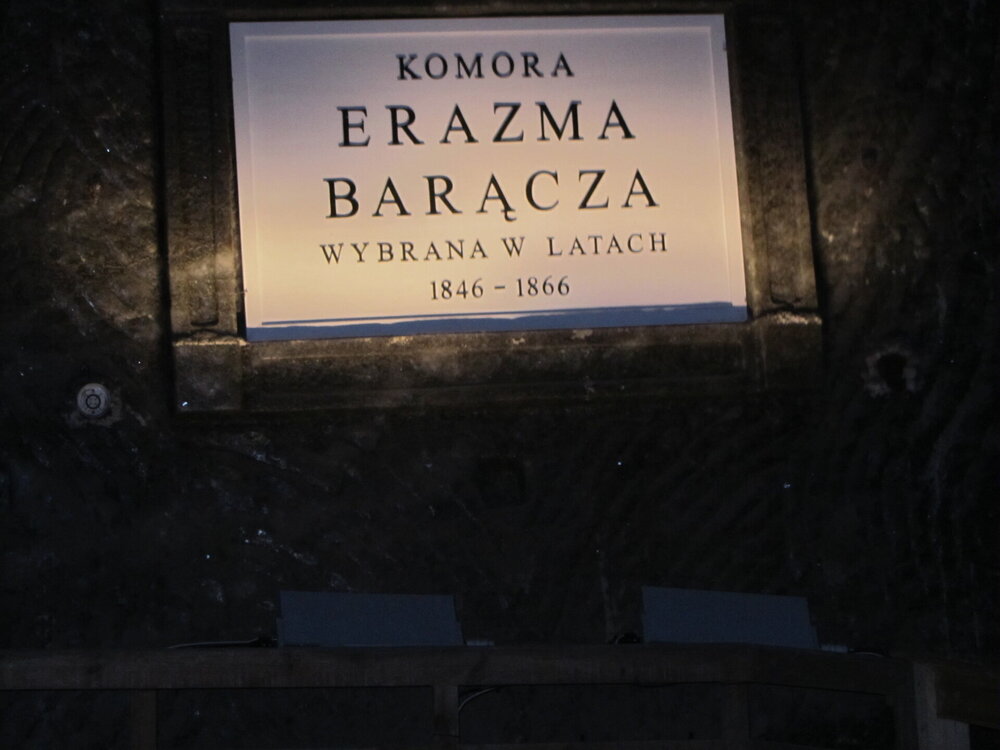 KOMORA
ERAZMA
BARĄCZA
WYBRANA W LATACH
1846 - 1866